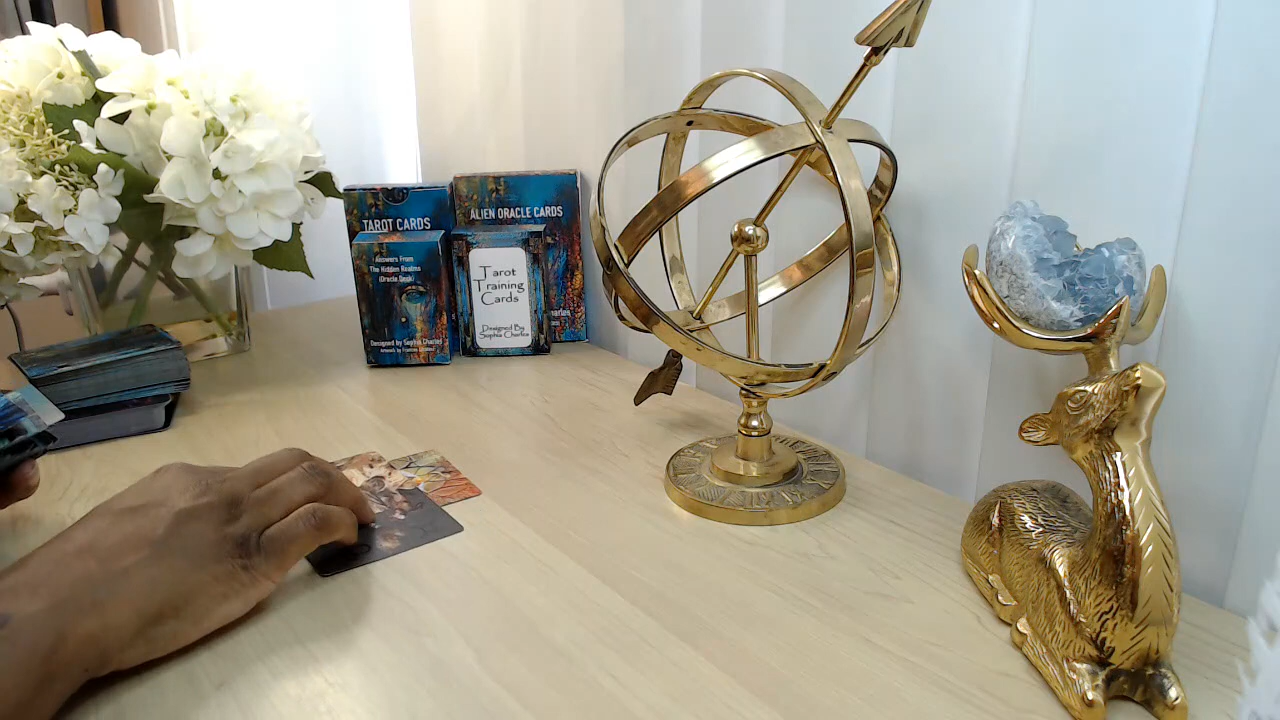 TAROT CARDS
Answers From
The Hidden Realms
(Oracle Deck)
Designed by Sophia Charles
ALIEN ORACLE CARDS
Tarot
Training
Cards
Designed By
Sophia Charles